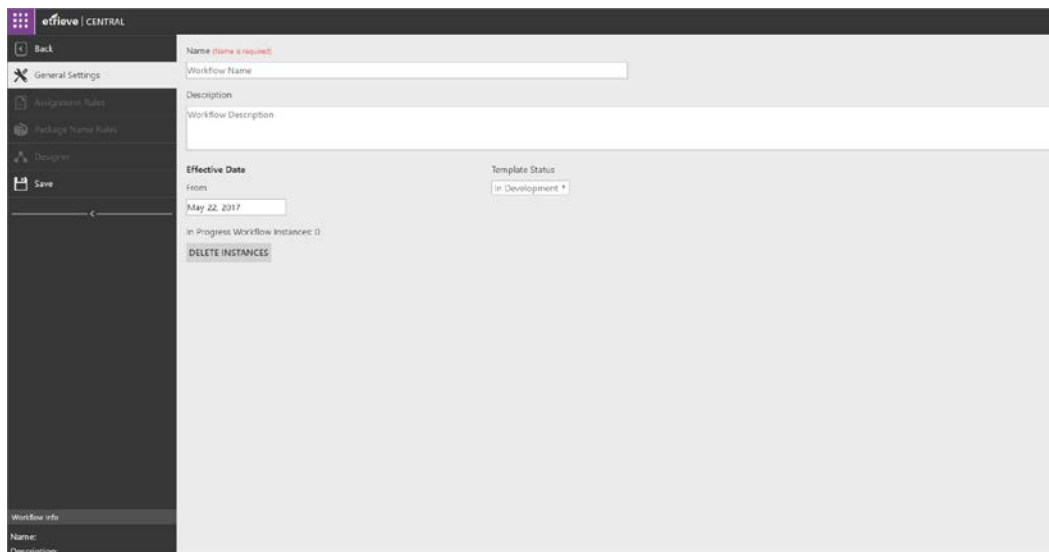 etrieve | CENTRAL
Back
General Settings
Assignment Rules
Package Name Rules
Designer
Save
Name (Name is required)
Workflow Name
Description
Workflow Description
Effective Date
Template Status
From
In Development
May 22, 2017
In Progress Workflow Instances: 0
DELETE INSTANCES
Workflow Info
Name:
Description: